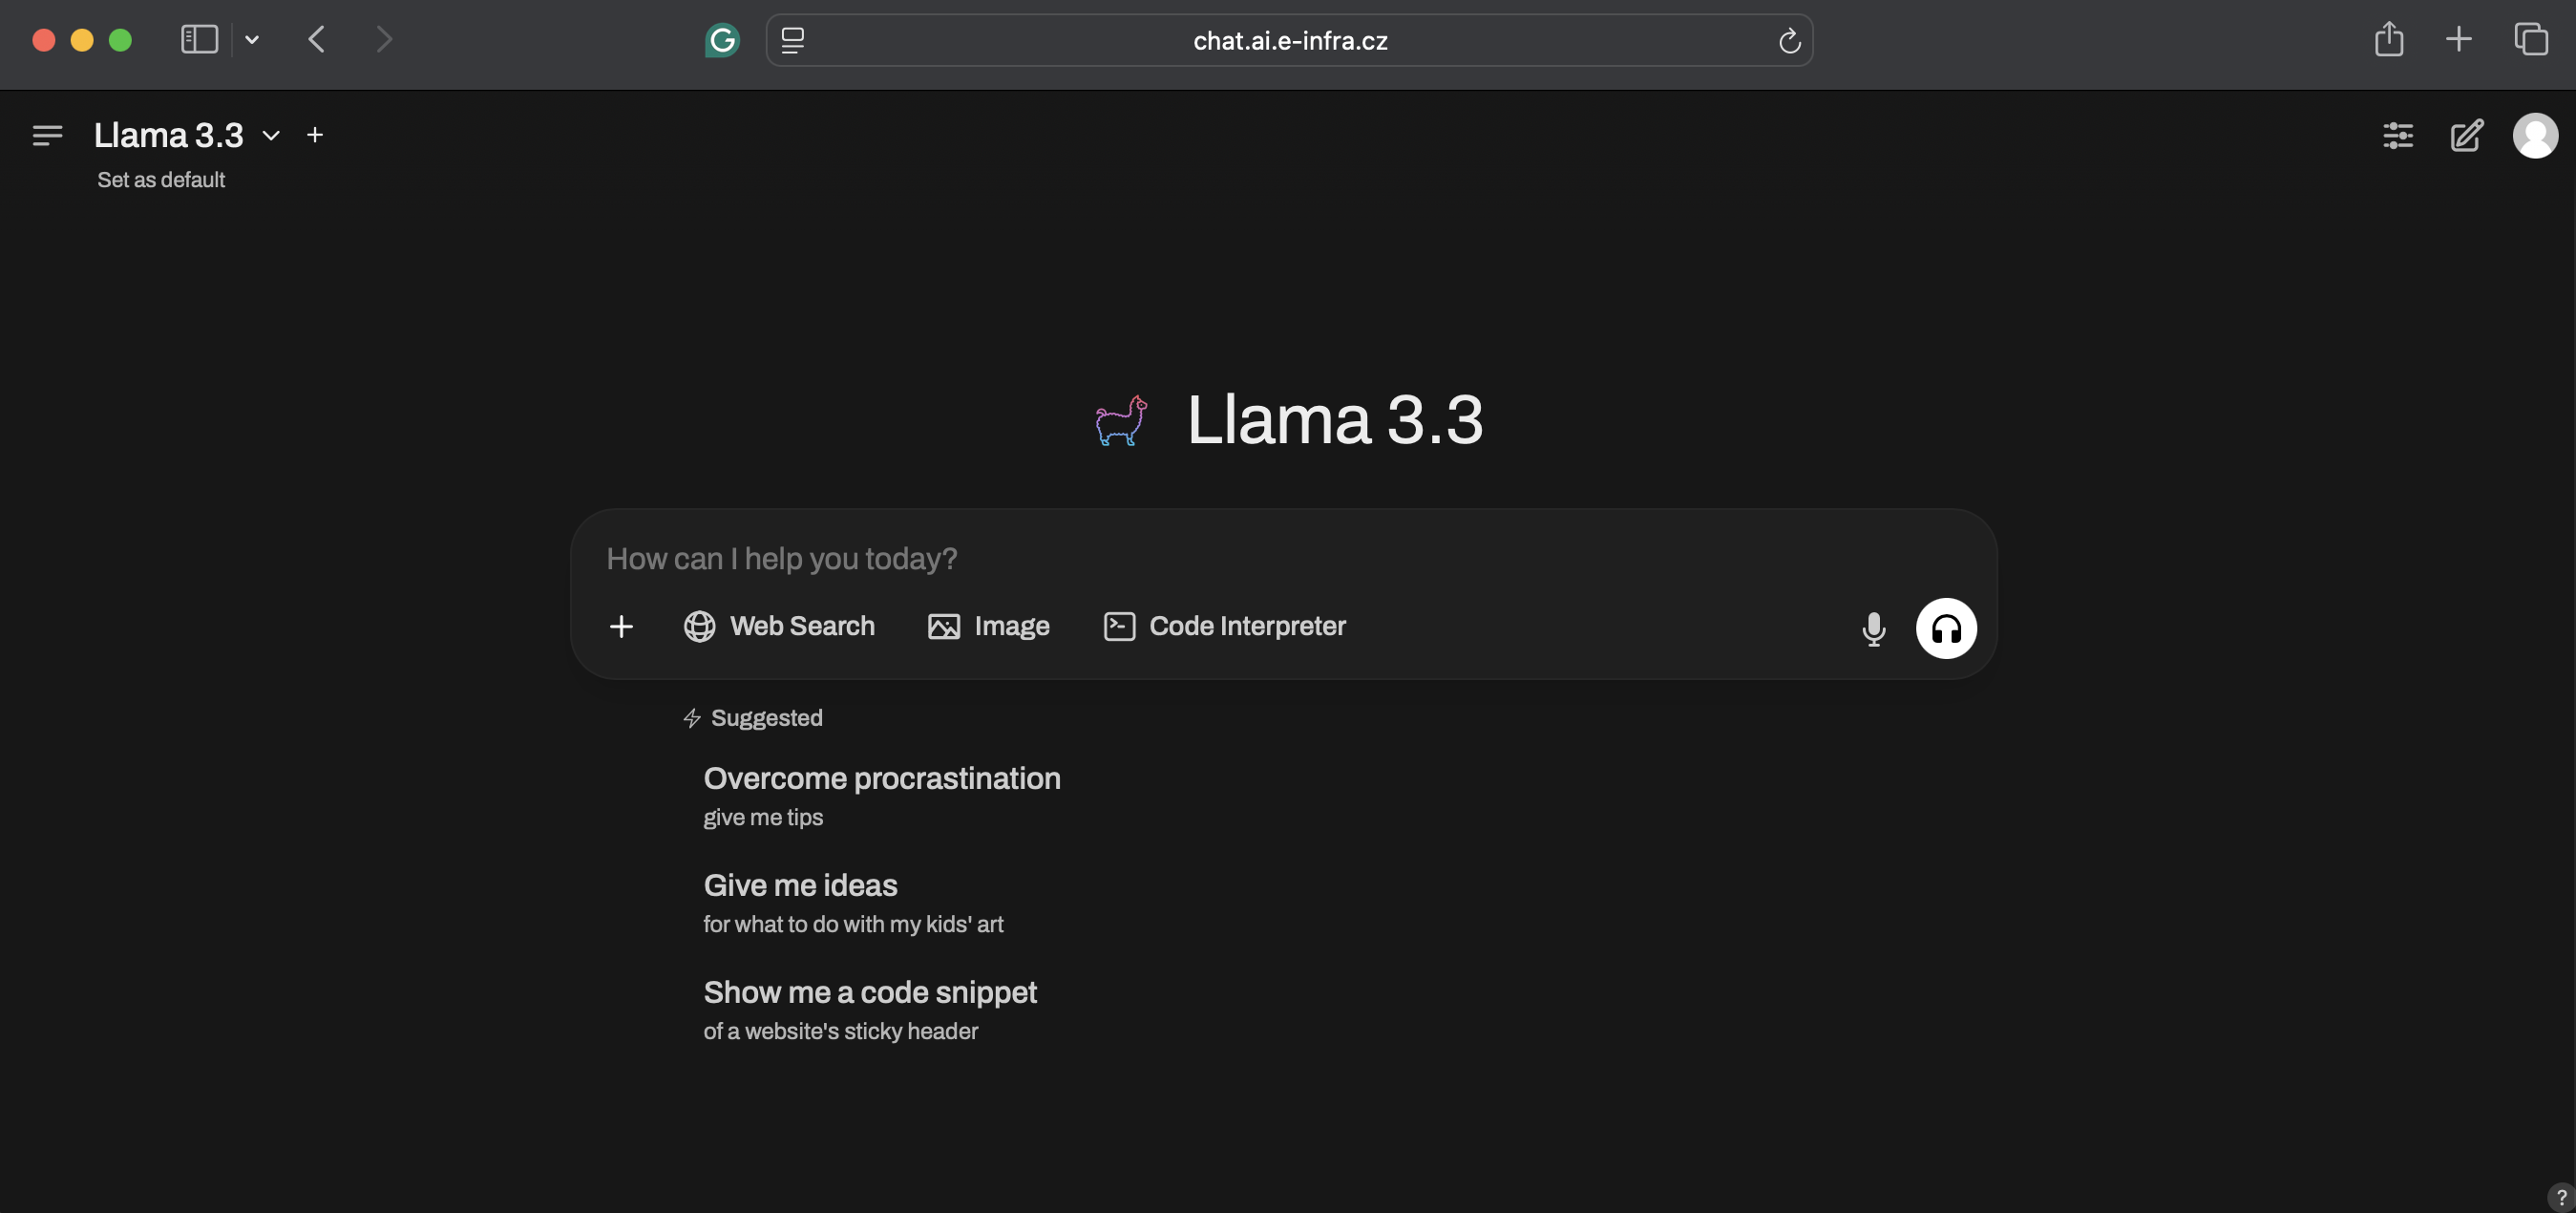 chat.ai.e-infra.cz
Llama 3.3
Set as default
Llama 3.3
How can I help you today?
Web Search Image Code Interpreter
Suggested
Overcome procrastination
give me tips
Give me ideas
for what to do with my kids' art
Show me a code snippet
of a website's sticky header
?